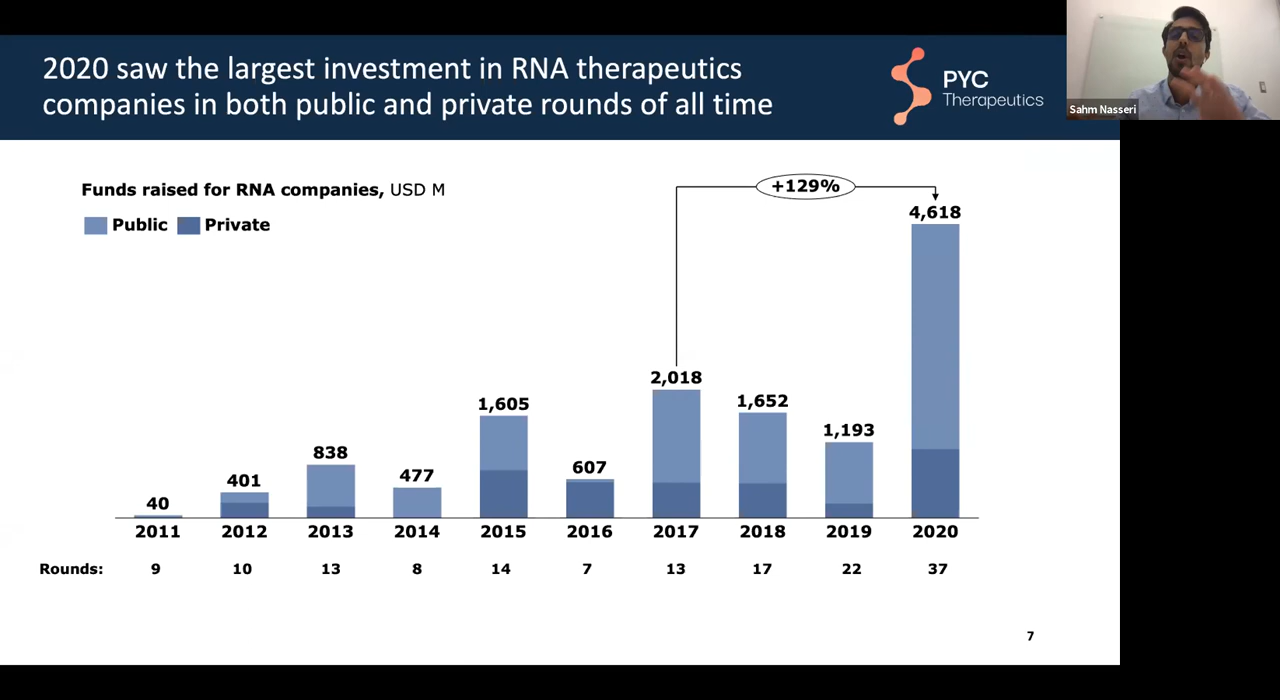 2020 saw the largest investment in RNA therapeutics
companies in both public and private rounds of all time
PYC
Therapeutics
Sahm Nasseri
Funds raised for RNA companies, USD M
Public Private
+129%
4,618
2,018
1,652
1,605
1,193
838
607
477
401
40
2011 2012 2013 2014 2015 2016 2017 2018 2019 2020
Rounds: 9 10 13 8 14 7 13 17 22 37
7